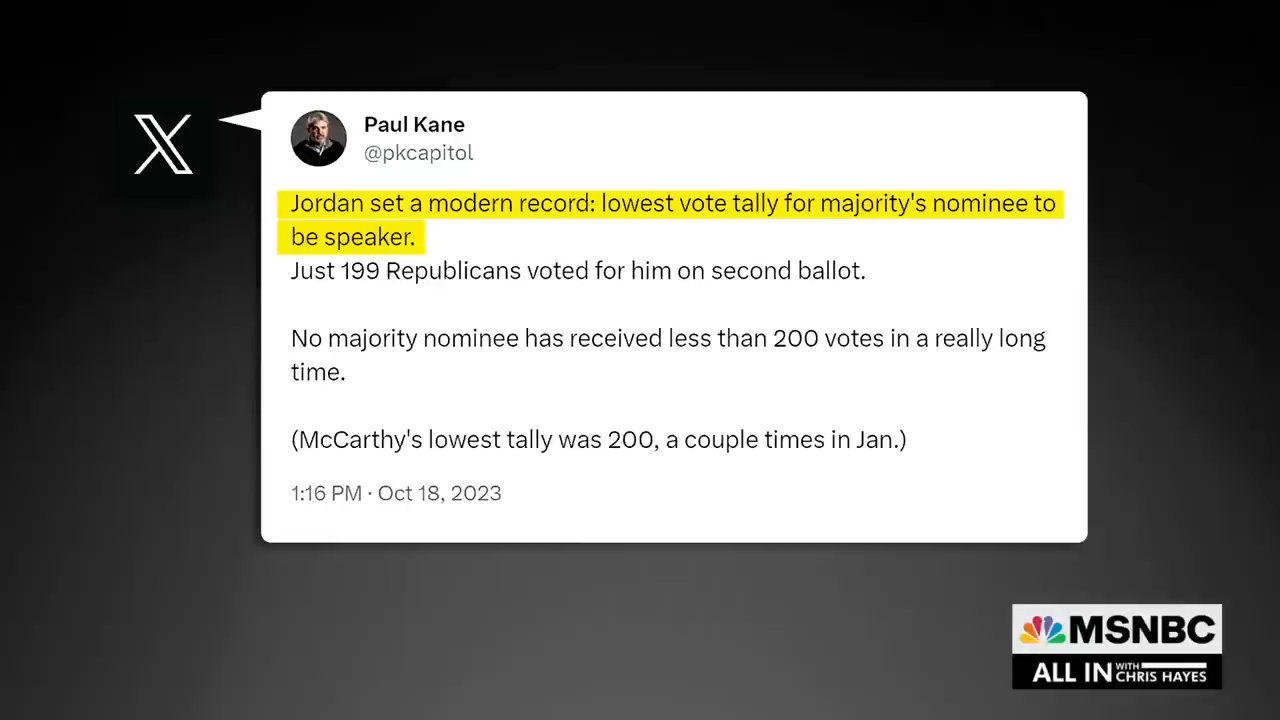 Paul Kane
@pkcapitol
Jordan set a modern record: lowest vote tally for majority's nominee to
be speaker.
Just 199 Republicans voted for him on second ballot.
No majority nominee has received less than 200 votes in a really long
time.
(McCarthy's lowest tally was 200, a couple times in Jan.)
1:16 PM · Oct 18, 2023
MSNBC
ALL IN WITH CHRIS HAYES